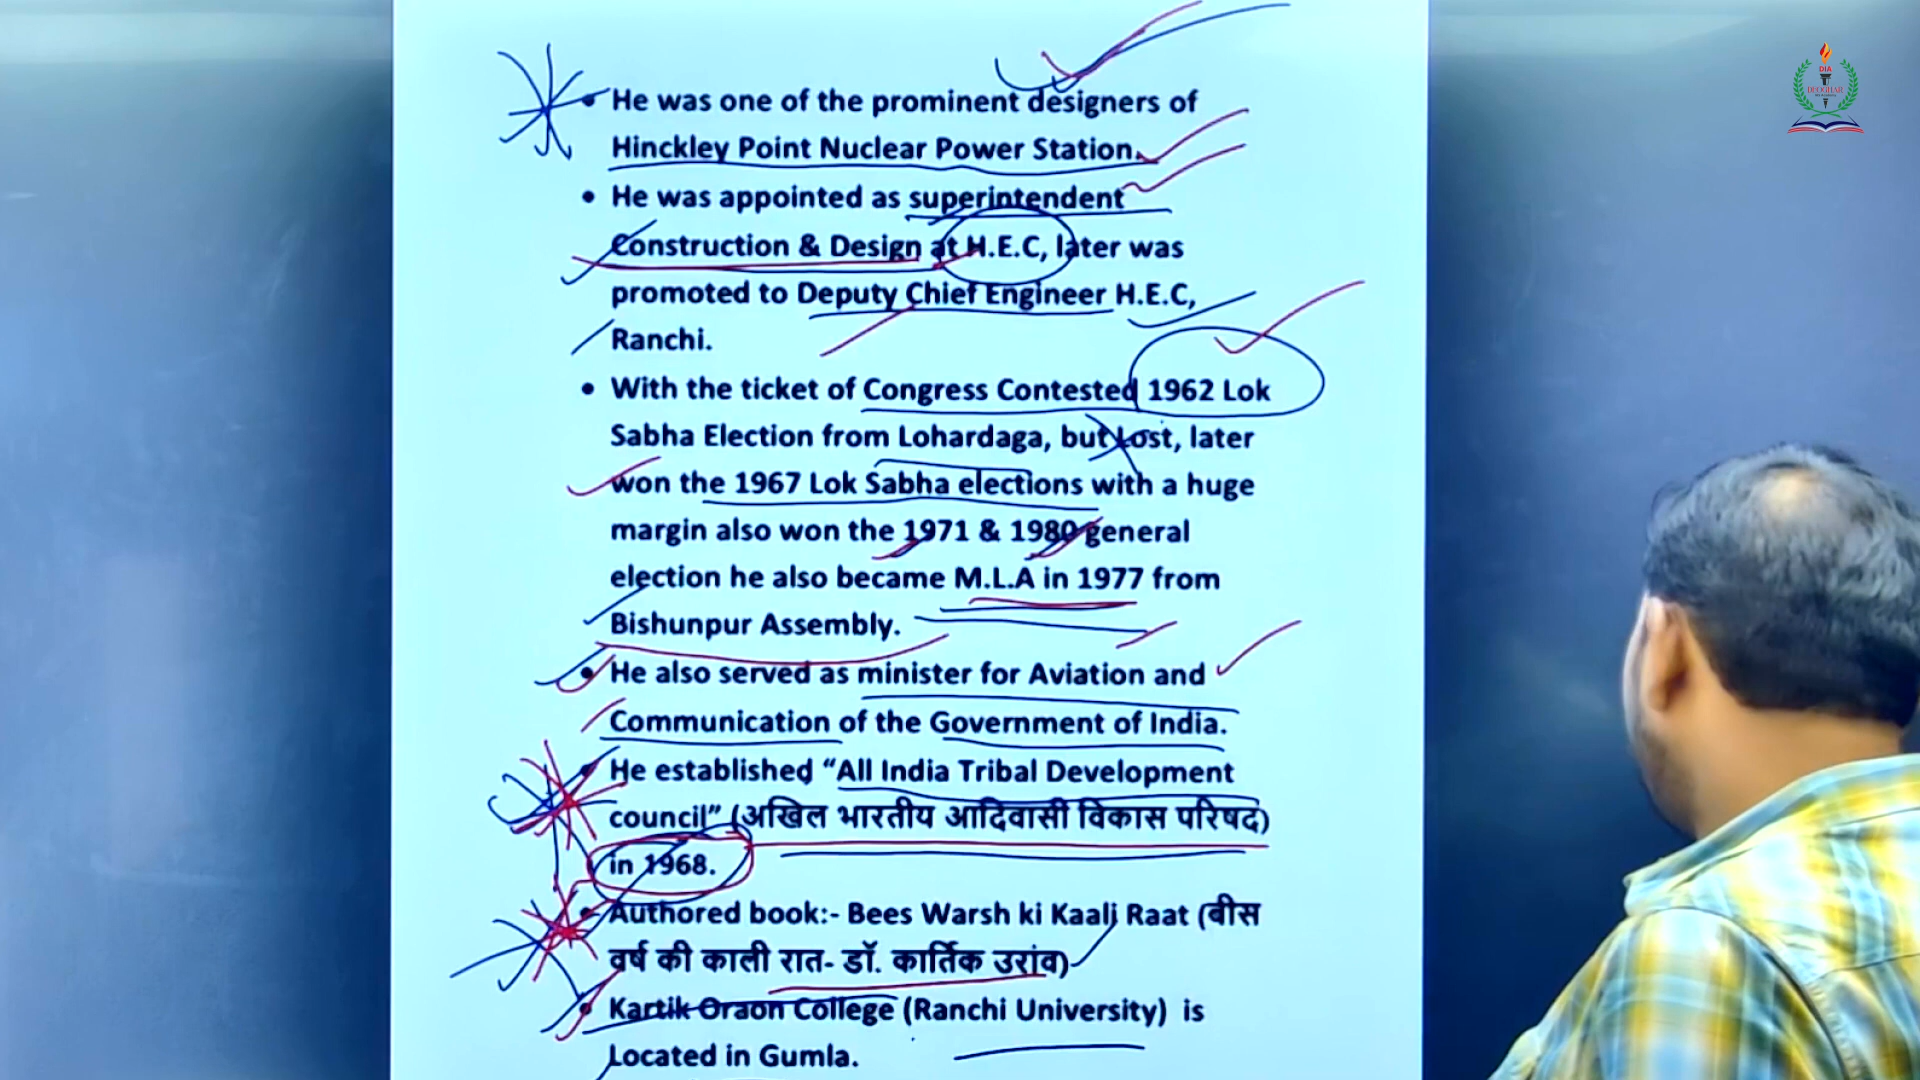 He was one of the prominent designers of
Hinckley Point Nuclear Power Station.
He was appointed as superintendent
Construction & Design at H.E.C, later was
promoted to Deputy Chief Engineer H.E.C,
Ranchi.
With the ticket of Congress Contested 1962 Lok
Sabha Election from Lohardaga, but Lost, later
won the 1967 Lok Sabha elections with a huge
margin also won the 1971 & 1980 general
election he also became M.L.A in 1977 from
Bishunpur Assembly.
He also served as minister for Aviation and
Communication of the Government of India.
He established “All India Tribal Development
council” (अखिल भारतीय आदिवासी विकास परिषद)
in 1968.
Authored book:- Bees Warsh ki Kaali Raat (बीस
वर्ष की काली रात- डॉ. कार्तिक उरांव)
Kartik Oraon College (Ranchi University) is
Located in Gumla.
DIA
DEOGHAR